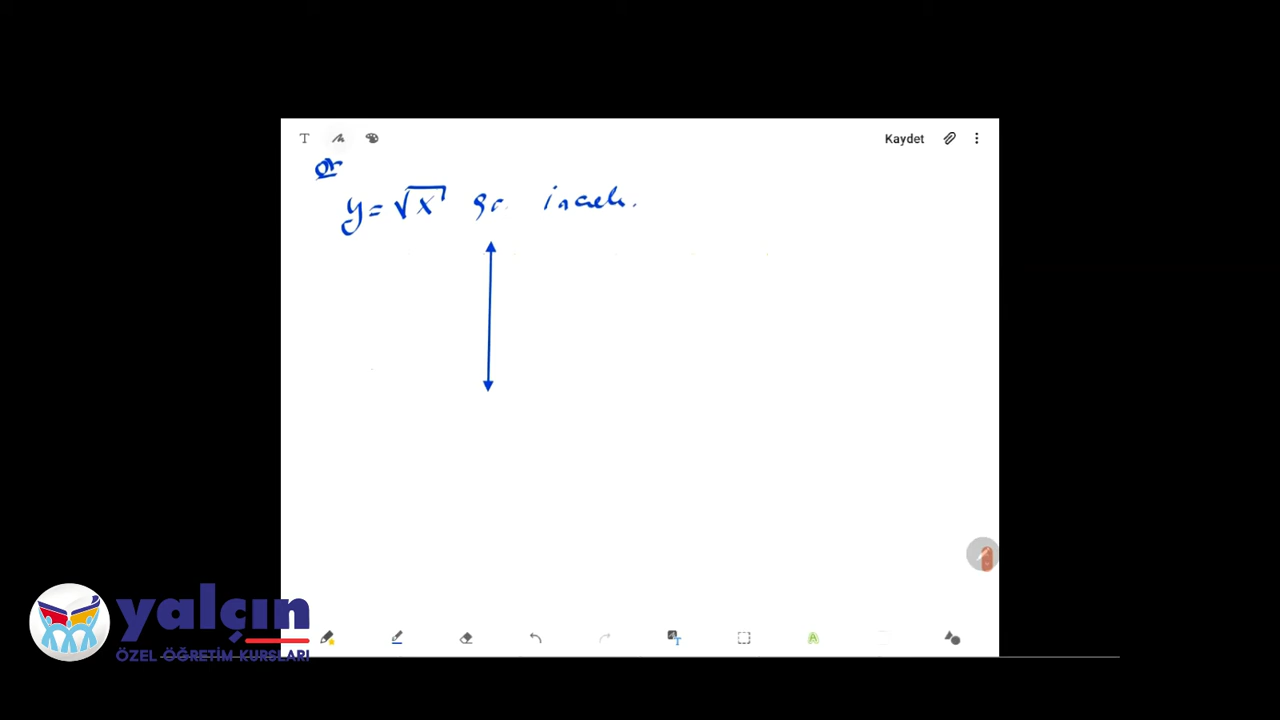 T Kaydet
ör
y = √x gr. incele.
yalçın
ÖZEL ÖĞRETİM KURSLARI